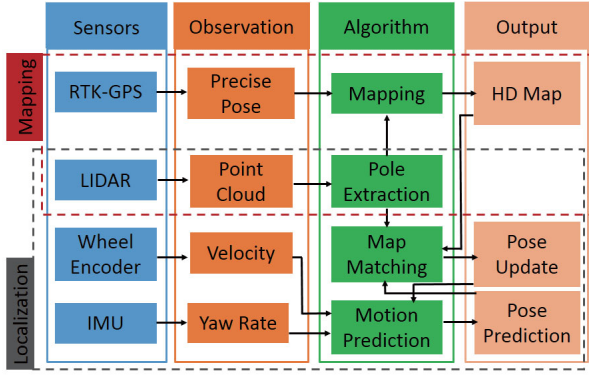 Sensors
Observation
Algorithm
Output
Mapping
RTK-GPS
Precise
Pose
Mapping
HD Map
LIDAR
Point
Cloud
Pole
Extraction
Localization
Wheel
Encoder
Velocity
Map
Matching
Pose
Update
IMU
Yaw Rate
Motion
Prediction
Pose
Prediction